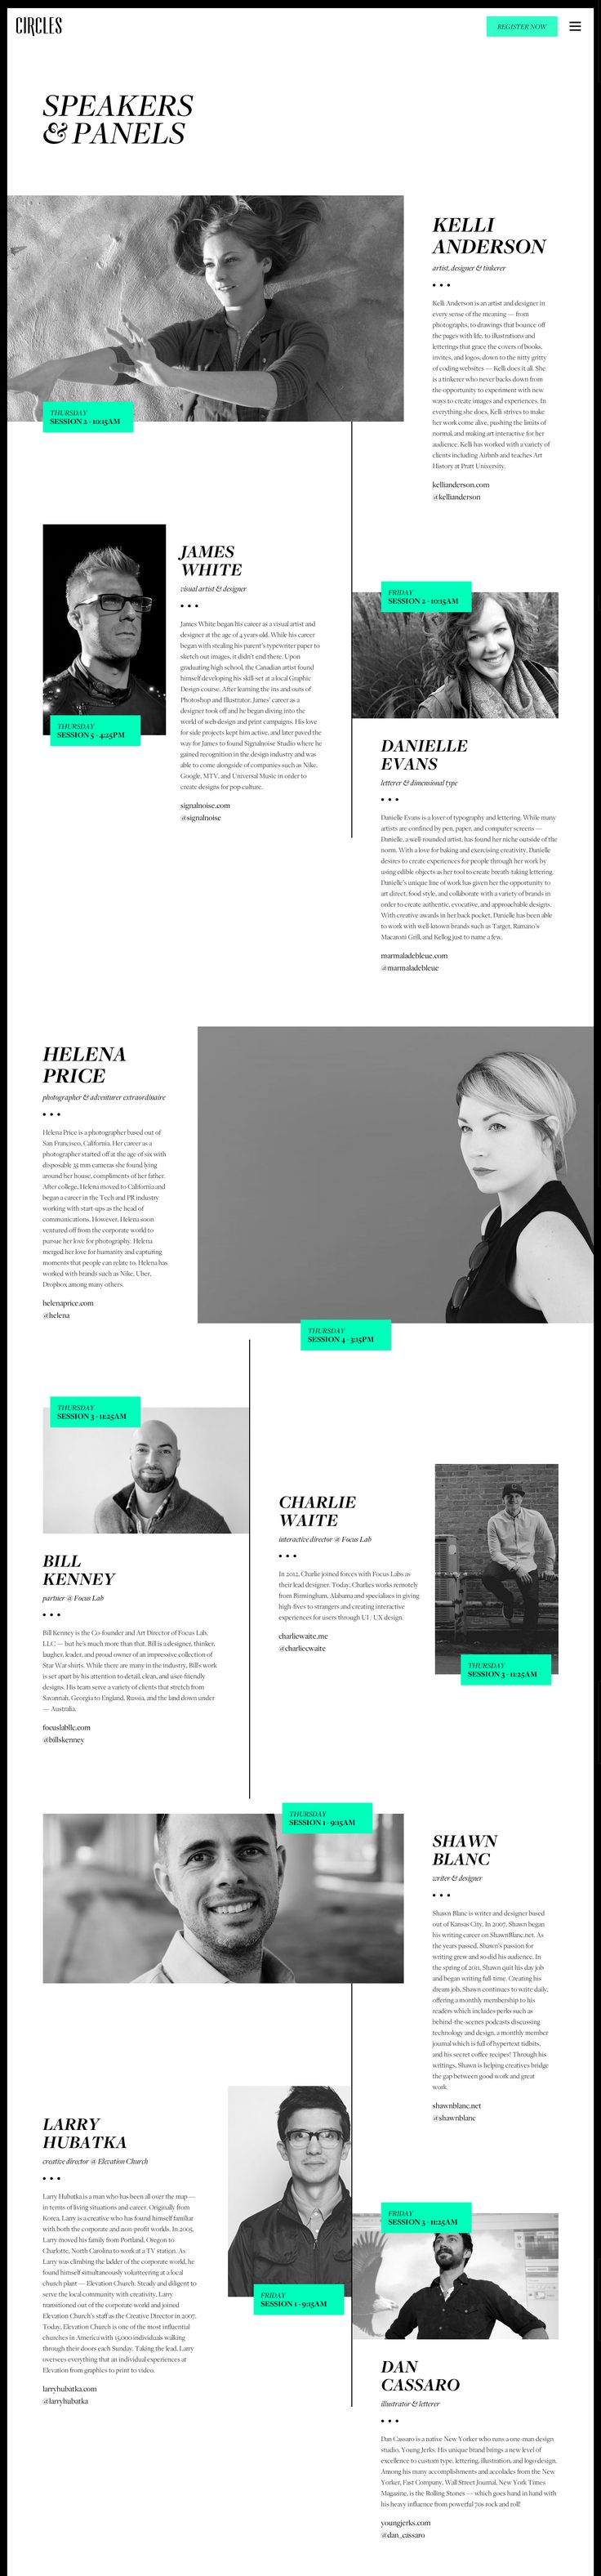 CIRCLES
REGISTER NOW
SPEAKERS
& PANELS
THURSDAY
SESSION 2 - 10:15AM
KELLI
ANDERSON
artist, designer & tinkerer
Kelli Anderson is an artist and designer in
every sense of the meaning — from
photographs, to drawings that bounce off
the pages with life, to illustrations and
letterings that grace the covers of books,
invites, and logos, down to the nitty gritty
of coding websites — Kelli does it all. She
is a tinkerer who never backs down from
the opportunity to experiment with new
ways to create images and experiences. In
everything she does, Kelli strives to make
her work come alive, pushing the limits of
normal, and making art interactive for her
audience. Kelli has worked with a variety of
clients including Airbnb and teaches Art
History at Pratt University.
kellianderson.com
@kellianderson
JAMES
WHITE
visual artist & designer
James White began his career as a visual artist and
designer at the age of 4 years old. While his career
began with stealing his parent's typewriter paper to
sketch out images, it didn't end there. Upon
graduating high school, the Canadian artist found
himself developing his skill-set at a local Graphic
Design course. After learning the ins and outs of
Photoshop and Illustrator, James' career as a
designer took off and he began diving into the
world of web design and print campaigns. His love
for side projects kept him active, and later paved the
way for James to found Signalnoise Studio where he
gained recognition in the design industry and was
able to come alongside of companies such as Nike,
Google, MTV, and Universal Music in order to
create designs for pop culture.
signalnoise.com
@signalnoise
THURSDAY
SESSION 5 - 4:25PM
FRIDAY
SESSION 2 - 10:15AM
DANIELLE
EVANS
letterer & dimensional type
Danielle Evans is a lover of typography and lettering. While many
artists are confined by pen, paper, and computer screens —
Danielle, a well-rounded artist, has found her niche outside of the
norm. With a love for baking and exercising creativity, Danielle
desires to create experiences for people through her work by
using edible objects as her tool to create breath-taking lettering.
Danielle's unique line of work has given her the opportunity to
art direct, food style, and collaborate with a variety of brands in
order to create authentic, evocative, and approachable designs.
With creative awards in her back pocket, Danielle has been able
to work with well-known brands such as Target, Ramano's
Macaroni Grill, and Kellog just to name a few.
marmaladebleue.com
@marmaladebleue
HELENA
PRICE
photographer & adventurer extraordinaire
Helena Price is a photographer based out of
San Francisco, California. Her career as a
photographer started off at the age of six with
disposable 35 mm cameras she found lying
around her house, compliments of her father.
After college, Helena moved to California and
began a career in the Tech and PR industry
working with start-ups as the head of
communications. However, Helena soon
ventured off from the corporate world to
pursue her love for photography. Helena
merged her love for humanity and capturing
moments that people can relate to. Helena has
worked with brands such as Nike, Uber,
Dropbox among many others.
helenaprice.com
@helena
THURSDAY
SESSION 4 - 3:15PM
THURSDAY
SESSION 3 - 11:25AM
BILL
KENNEY
partner @ Focus Lab
Bill Kenney is the Co-founder and Art Director of Focus Lab,
LLC — but he's much more than that. Bill is a designer, thinker,
laugher, leader, and proud owner of an impressive collection of
Star War shirts. While there are many in the industry, Bill's work
is set apart by his attention to detail, clean, and user-friendly
designs. His team serve a variety of clients that stretch from
Savannah, Georgia to England, Russia, and the land down under
— Australia.
focuslabllc.com
@billskenney
CHARLIE
WAITE
interactive director @ Focus Lab
In 2012, Charlie joined forces with Focus Labs as
their lead designer. Today, Charlies works remotely
from Birmingham, Alabama and specializes in giving
high-fives to strangers and creating interactive
experiences for users through UI / UX design.
charliewaite.me
@charliecwaite
THURSDAY
SESSION 3 - 11:25AM
THURSDAY
SESSION 1 - 9:15AM
SHAWN
BLANC
writer & designer
Shawn Blanc is writer and designer based
out of Kansas City. In 2007, Shawn began
his writing career on ShawnBlanc.net. As
the years passed, Shawn's passion for
writing grew and so did his audience. In
the spring of 2011, Shawn quit his day job
and began writing full-time. Creating his
dream job, Shawn continues to write daily,
offering a monthly membership to his
readers which includes perks such as
behind-the-scenes podcasts discussing
technology and design, a monthly member
journal which is full of hypertext tidbits,
and his secret coffee recipes! Through his
writings, Shawn is helping creatives bridge
the gap between good work and great
work.
shawnblanc.net
@shawnblanc
LARRY
HUBATKA
creative director @ Elevation Church
Larry Hubatka is a man who has been all over the map —
in terms of living situations and career. Originally from
Korea, Larry is a creative who has found himself familiar
with both the corporate and non-profit worlds. In 2005,
Larry moved his family from Portland, Oregon to
Charlotte, North Carolina to work at a TV station. As
Larry was climbing the ladder of the corporate world, he
found himself simultaneously volunteering at a local
church plant — Elevation Church. Steady and diligent to
serve the local community with creativity, Larry
transitioned out of the corporate world and joined
Elevation Church's staff as the Creative Director in 2007.
Today, Elevation Church is one of the most influential
churches in America with 15,000 individuals walking
through their doors each Sunday. Taking the lead, Larry
oversees everything that an individual experiences at
Elevation from graphics to print to video.
larryhubatka.com
@larryhubatka
FRIDAY
SESSION 1 - 9:15AM
FRIDAY
SESSION 3 - 11:25AM
DAN
CASSARO
illustrator & letterer
Dan Cassaro is a native New Yorker who runs a one-man design
studio, Young Jerks. His unique brand brings a new level of
excellence to custom type, lettering, illustration, and logo design.
Among his many accomplishments and accolades from the New
Yorker, Fast Company, Wall Street Journal, New York Times
Magazine, is the Rolling Stones — which goes hand in hand with
his heavy influence from powerful 70s rock and roll!
youngjerks.com
@dan_cassaro